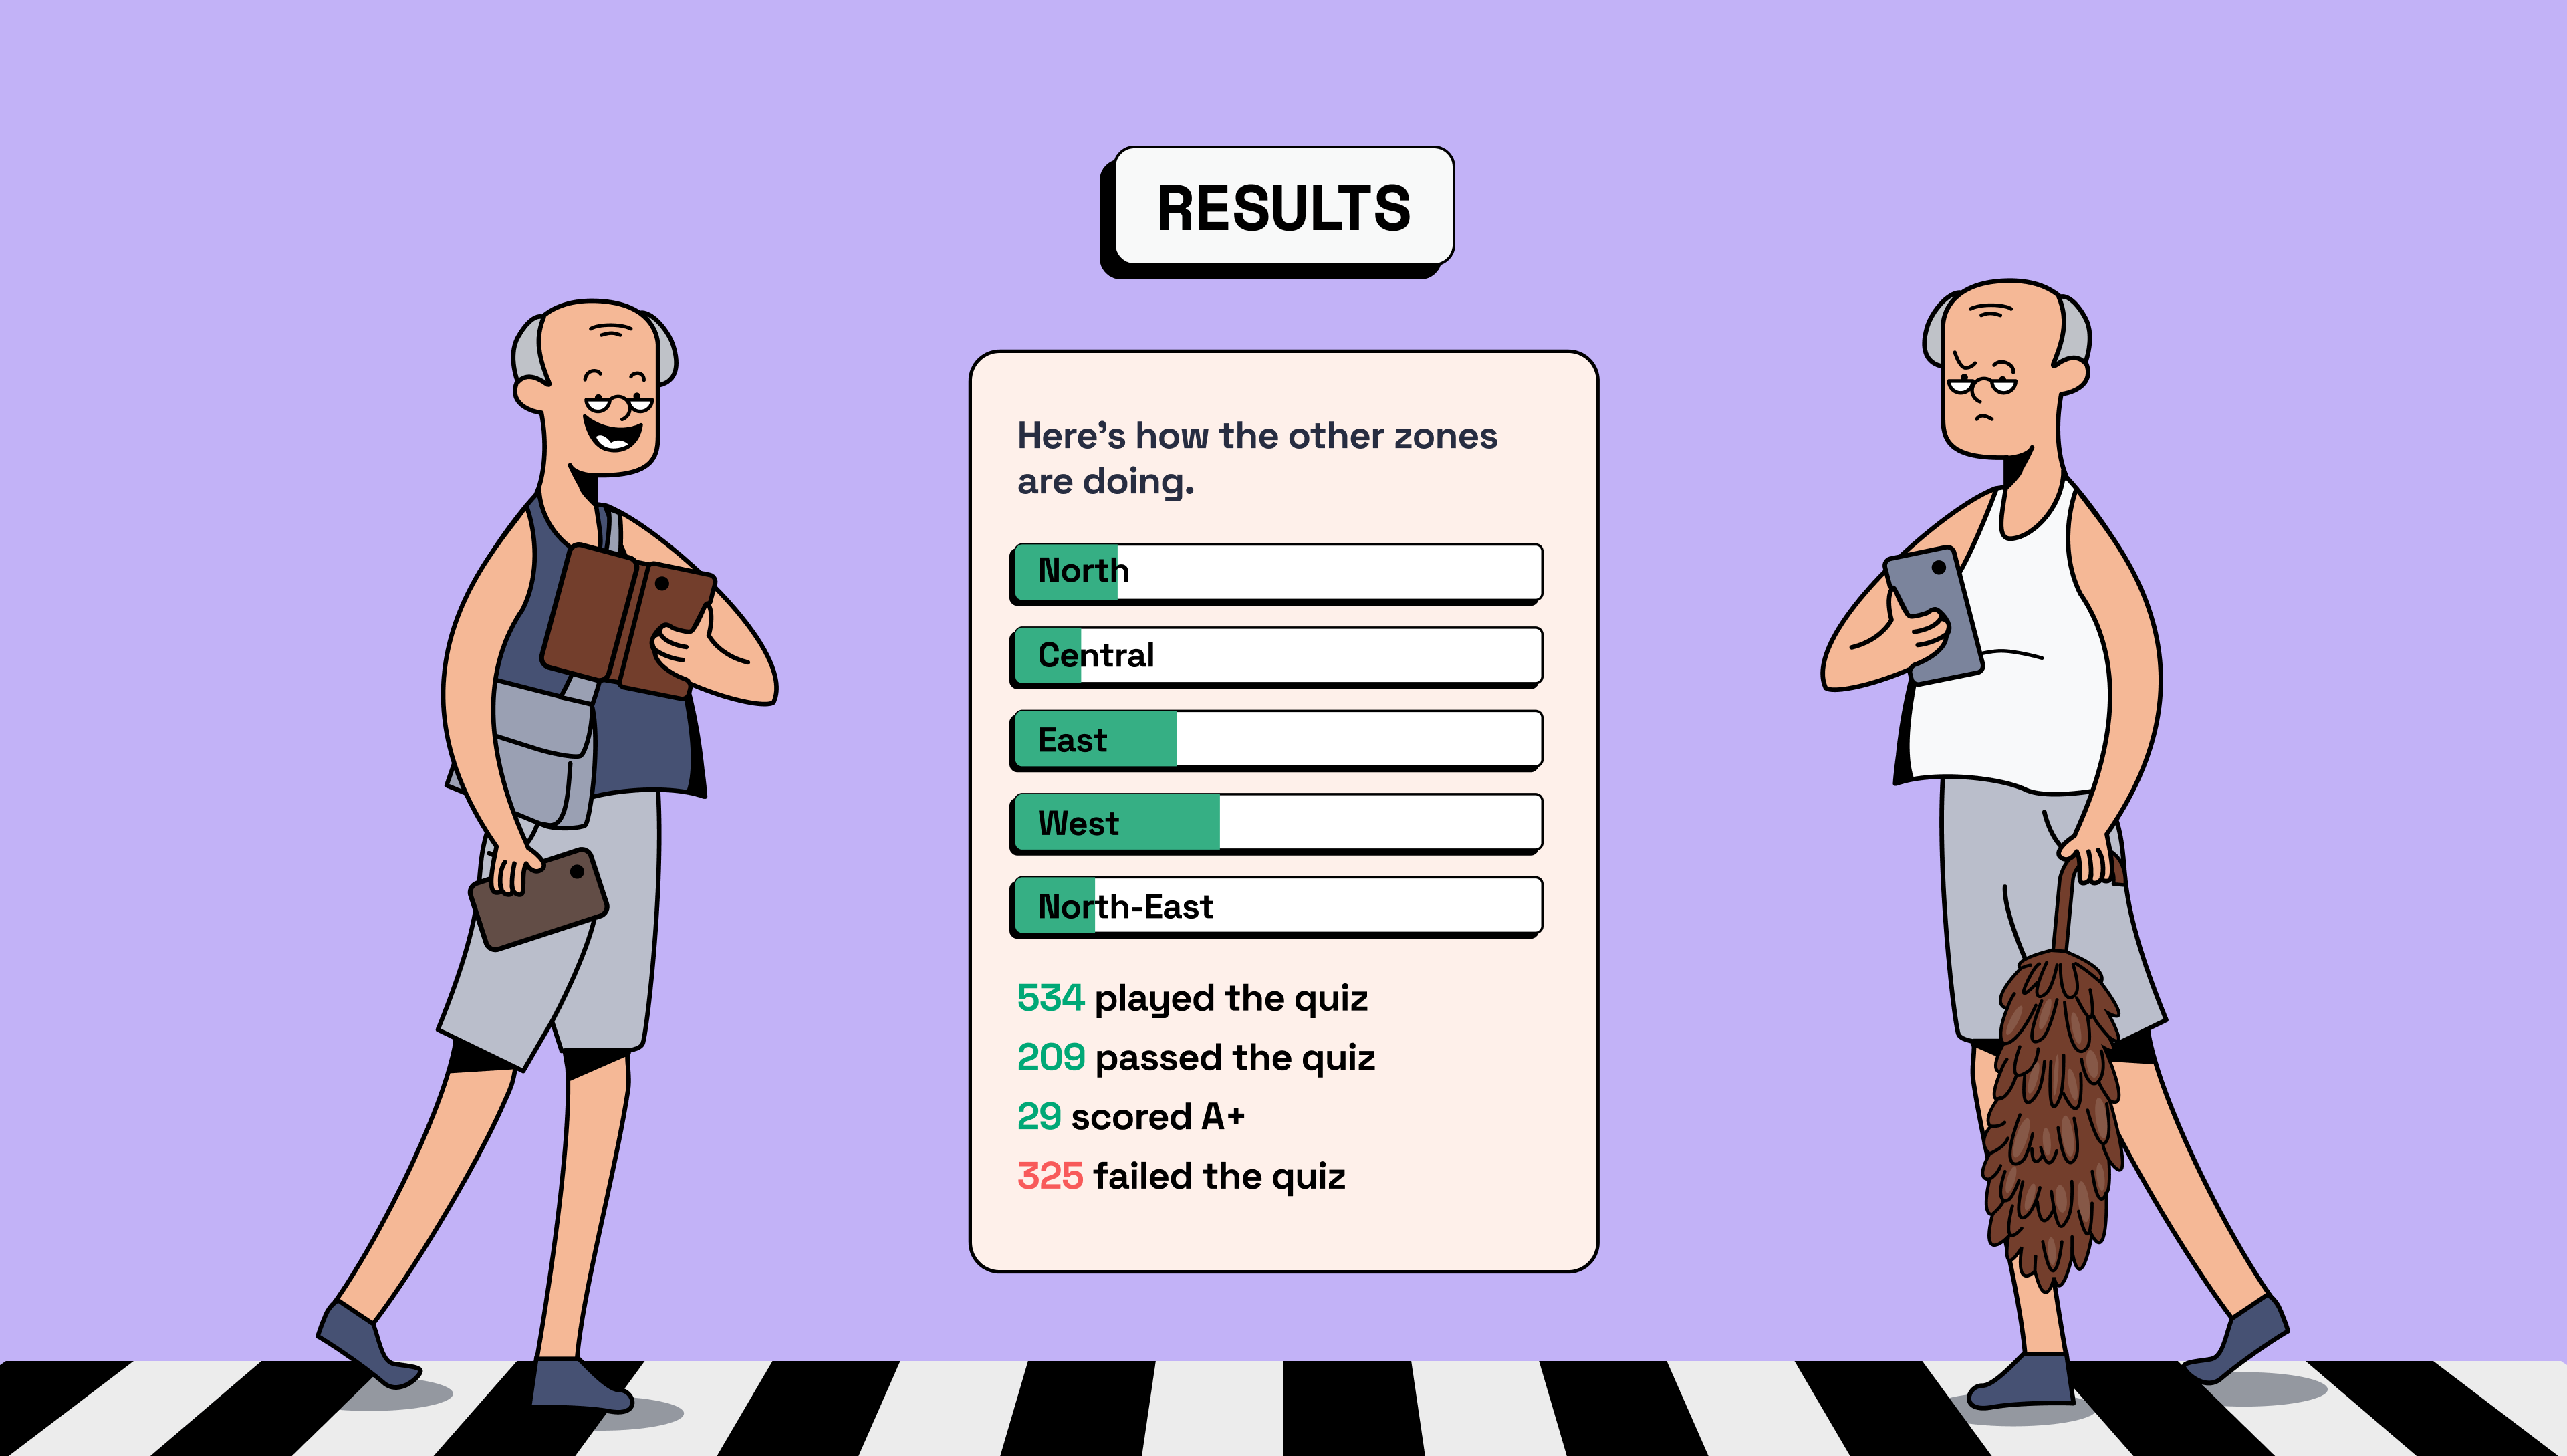 RESULTS
Here’s how the other zones
are doing.
North
Central
East
West
North-East
534 played the quiz
209 passed the quiz
29 scored A+
325 failed the quiz